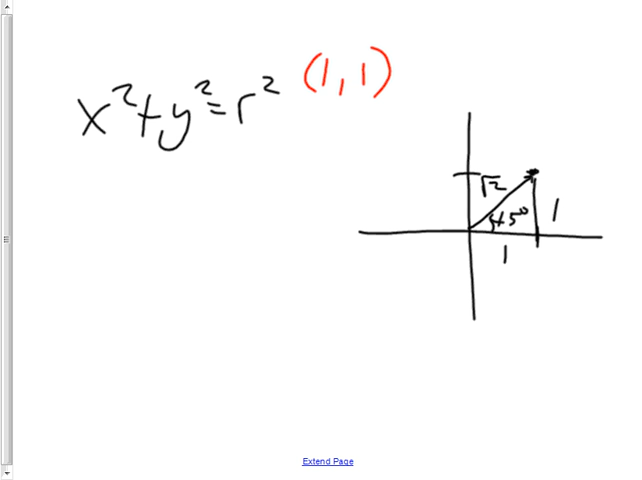 x²+y²=r² (1,1)
√2
45°
1
1
Extend Page